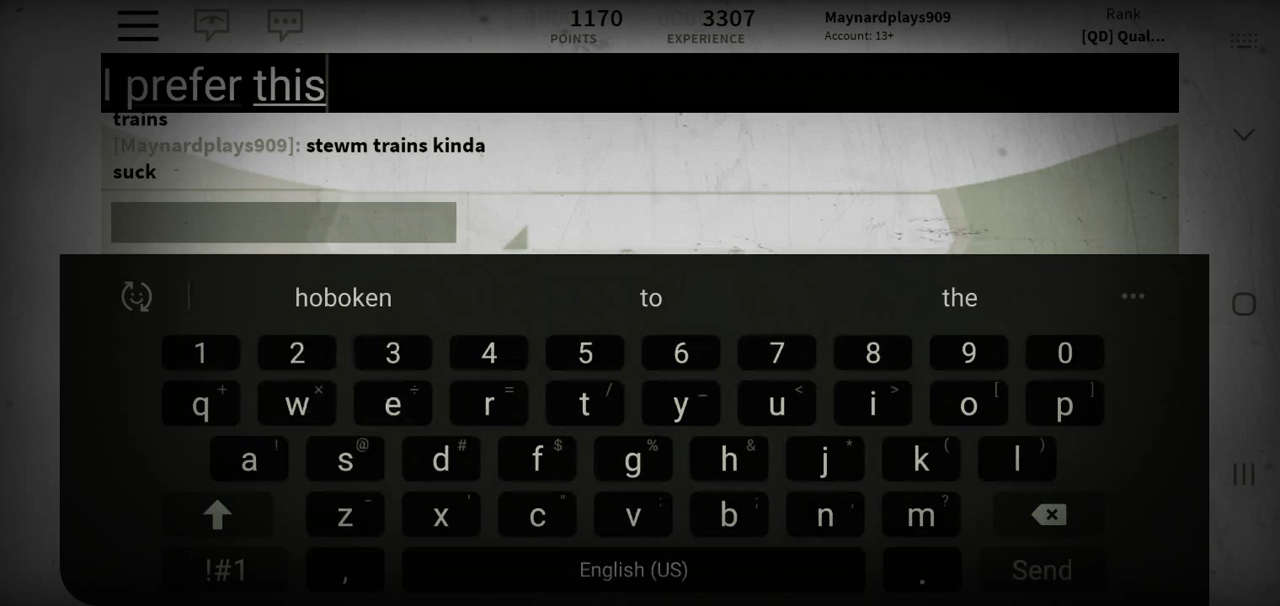 1170
POINTS
3307
EXPERIENCE
Maynardplays909
Account: 13+
Rank
[QD] Qual...
I prefer this
trains
[Maynardplays909]: stewm trains kinda
suck
hoboken to the
1 2 3 4 5 6 7 8 9 0
q + w × e ÷ r = t / y _ u < i > o [ p ]
a ! s @ d # f $ g % h & j * k ( l )
z - x ' c " v : b ; n , m ?
!#1 , English (US) . Send